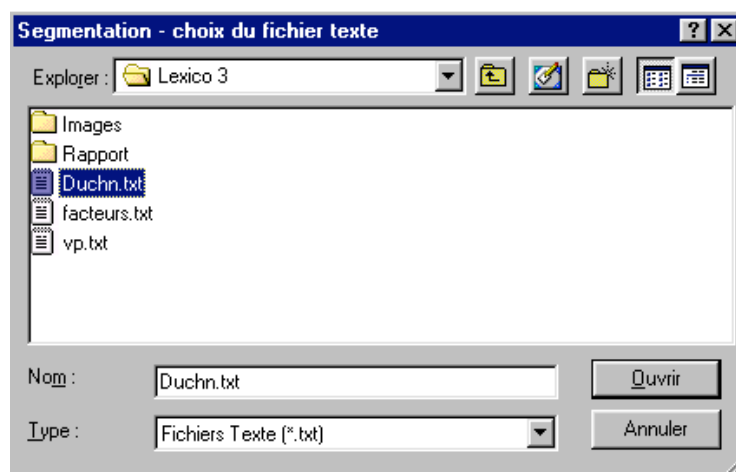 Segmentation - choix du fichier texte
Explorer : Lexico 3
Images
Rapport
Duchn.txt
facteurs.txt
vp.txt
Nom : Duchn.txt Ouvrir
Type : Fichiers Texte (*.txt) Annuler